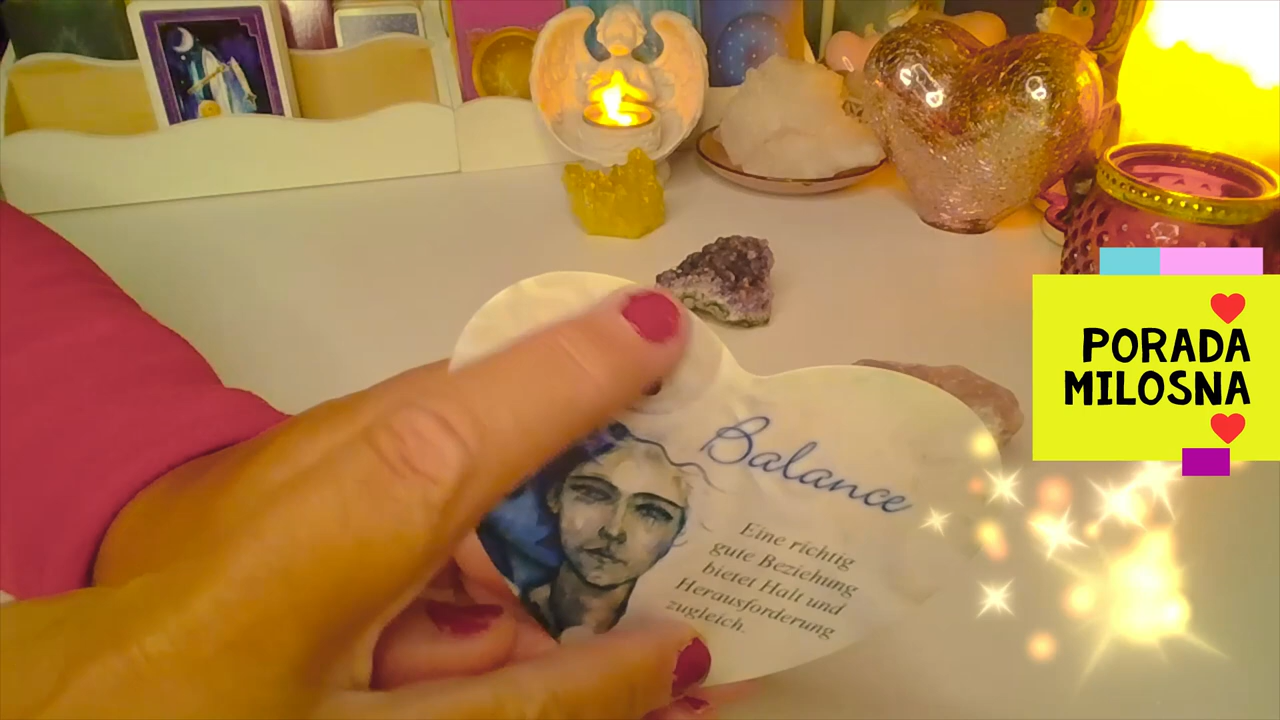 Balance
Eine richtig
gute Beziehung
bietet Halt und
Herausforderung
zugleich.
PORADA
MILOSNA